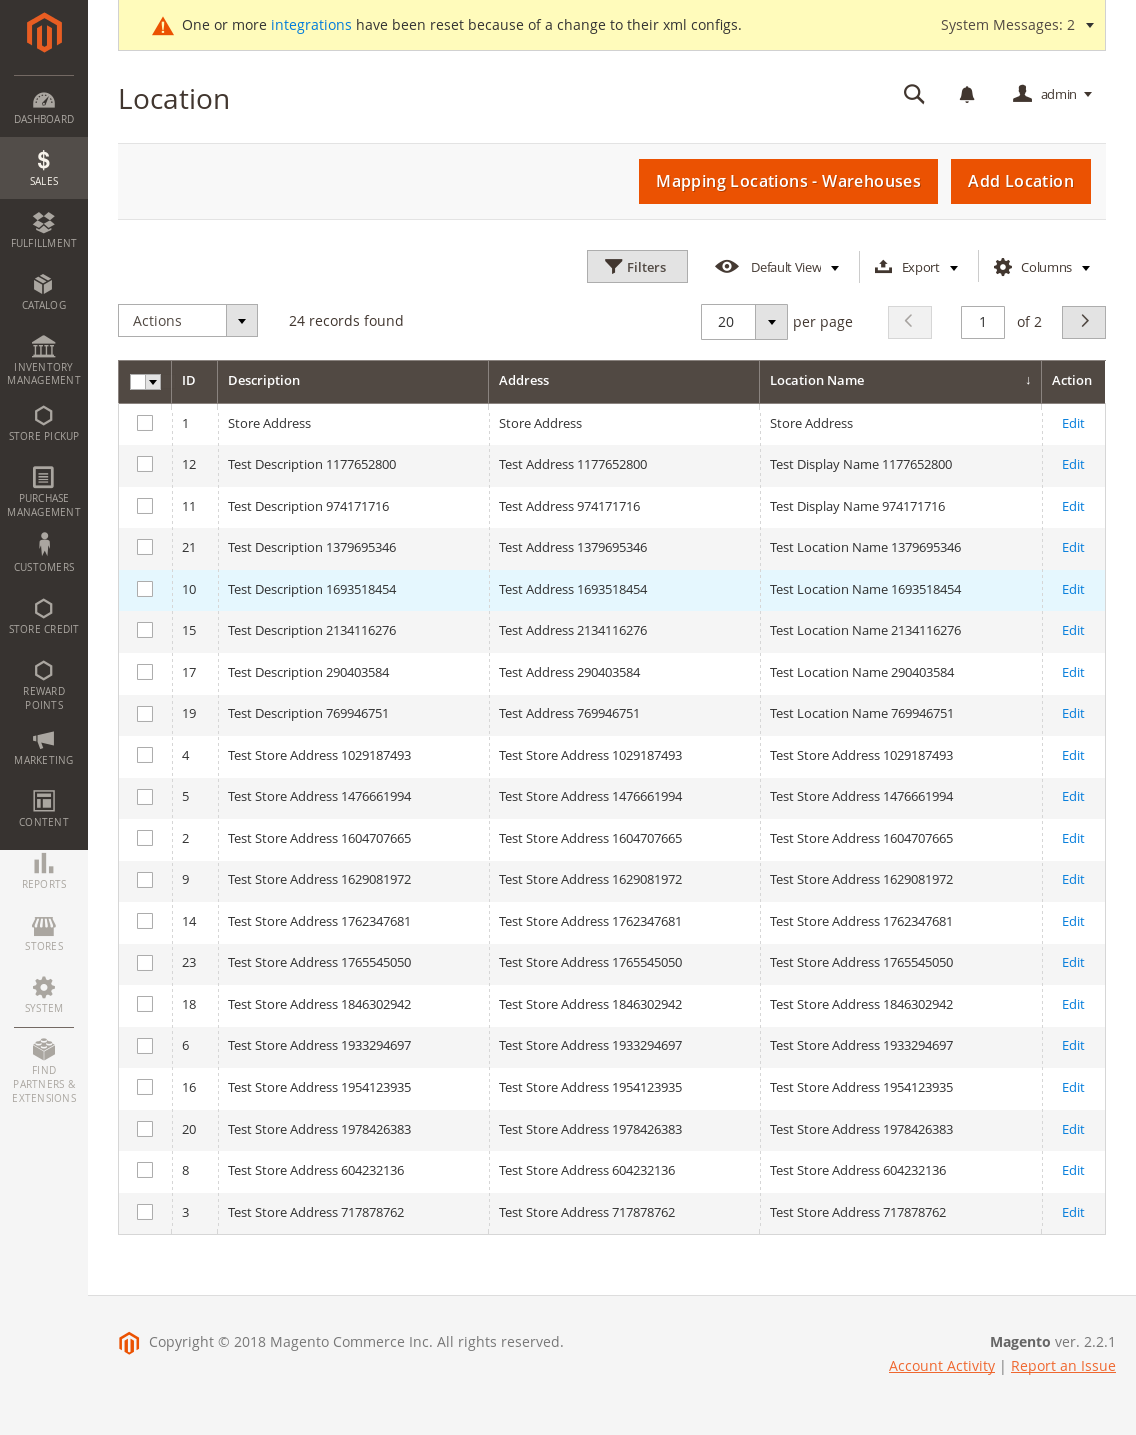 One or more integrations have been reset because of a change to their xml configs. System Messages: 2
Location
admin
Mapping Locations - Warehouses Add Location
Filters Default View Export Columns
Actions 24 records found 20 per page 1 of 2
ID Description Address Location Name ↓ Action
1 Store Address Store Address Store Address Edit
12 Test Description 1177652800 Test Address 1177652800 Test Display Name 1177652800 Edit
11 Test Description 974171716 Test Address 974171716 Test Display Name 974171716 Edit
21 Test Description 1379695346 Test Address 1379695346 Test Location Name 1379695346 Edit
10 Test Description 1693518454 Test Address 1693518454 Test Location Name 1693518454 Edit
15 Test Description 2134116276 Test Address 2134116276 Test Location Name 2134116276 Edit
17 Test Description 290403584 Test Address 290403584 Test Location Name 290403584 Edit
19 Test Description 769946751 Test Address 769946751 Test Location Name 769946751 Edit
4 Test Store Address 1029187493 Test Store Address 1029187493 Test Store Address 1029187493 Edit
5 Test Store Address 1476661994 Test Store Address 1476661994 Test Store Address 1476661994 Edit
2 Test Store Address 1604707665 Test Store Address 1604707665 Test Store Address 1604707665 Edit
9 Test Store Address 1629081972 Test Store Address 1629081972 Test Store Address 1629081972 Edit
14 Test Store Address 1762347681 Test Store Address 1762347681 Test Store Address 1762347681 Edit
23 Test Store Address 1765545050 Test Store Address 1765545050 Test Store Address 1765545050 Edit
18 Test Store Address 1846302942 Test Store Address 1846302942 Test Store Address 1846302942 Edit
6 Test Store Address 1933294697 Test Store Address 1933294697 Test Store Address 1933294697 Edit
16 Test Store Address 1954123935 Test Store Address 1954123935 Test Store Address 1954123935 Edit
20 Test Store Address 1978426383 Test Store Address 1978426383 Test Store Address 1978426383 Edit
8 Test Store Address 604232136 Test Store Address 604232136 Test Store Address 604232136 Edit
3 Test Store Address 717878762 Test Store Address 717878762 Test Store Address 717878762 Edit
DASHBOARD
$
SALES
FULFILLMENT
CATALOG
INVENTORY
MANAGEMENT
STORE PICKUP
PURCHASE
MANAGEMENT
CUSTOMERS
STORE CREDIT
REWARD
POINTS
MARKETING
CONTENT
REPORTS
STORES
SYSTEM
FIND
PARTNERS &
EXTENSIONS
Copyright © 2018 Magento Commerce Inc. All rights reserved. Magento ver. 2.2.1
Account Activity | Report an Issue